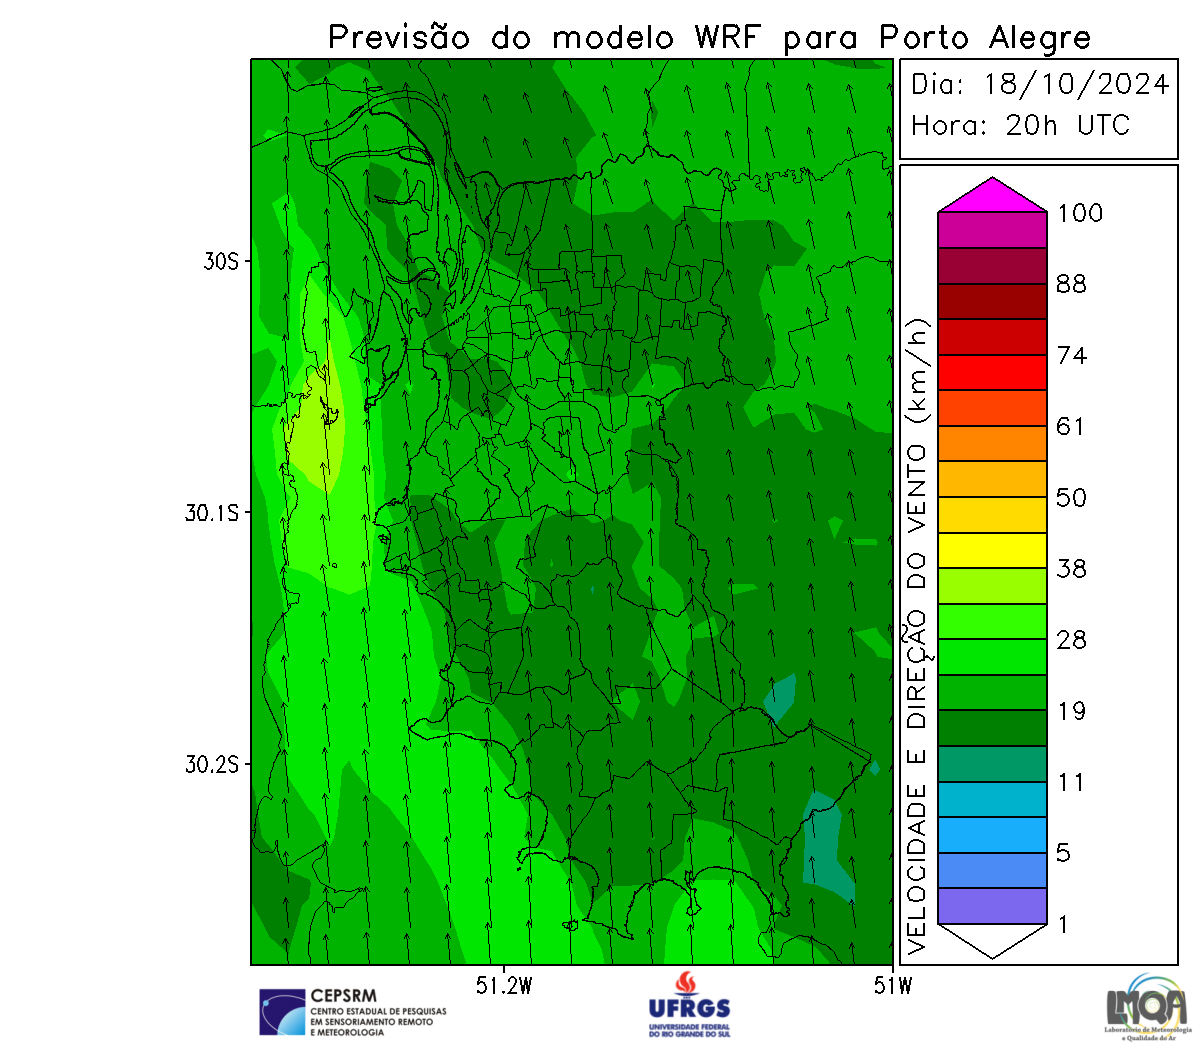 Previsão do modelo WRF para Porto Alegre
Dia: 18/10/2024
Hora: 20h UTC
30S
30.1S
30.2S
51.2W
51W
VELOCIDADE E DIREÇÃO DO VENTO (km/h)
100
88
74
61
50
38
28
19
11
5
1
CEPSRM
CENTRO ESTADUAL DE PESQUISAS
EM SENSORIAMENTO REMOTO
E METEOROLOGIA
UFRGS
UNIVERSIDADE FEDERAL
DO RIO GRANDE DO SUL
LMQA
Laboratório de Meteorologia
e Qualidade do Ar